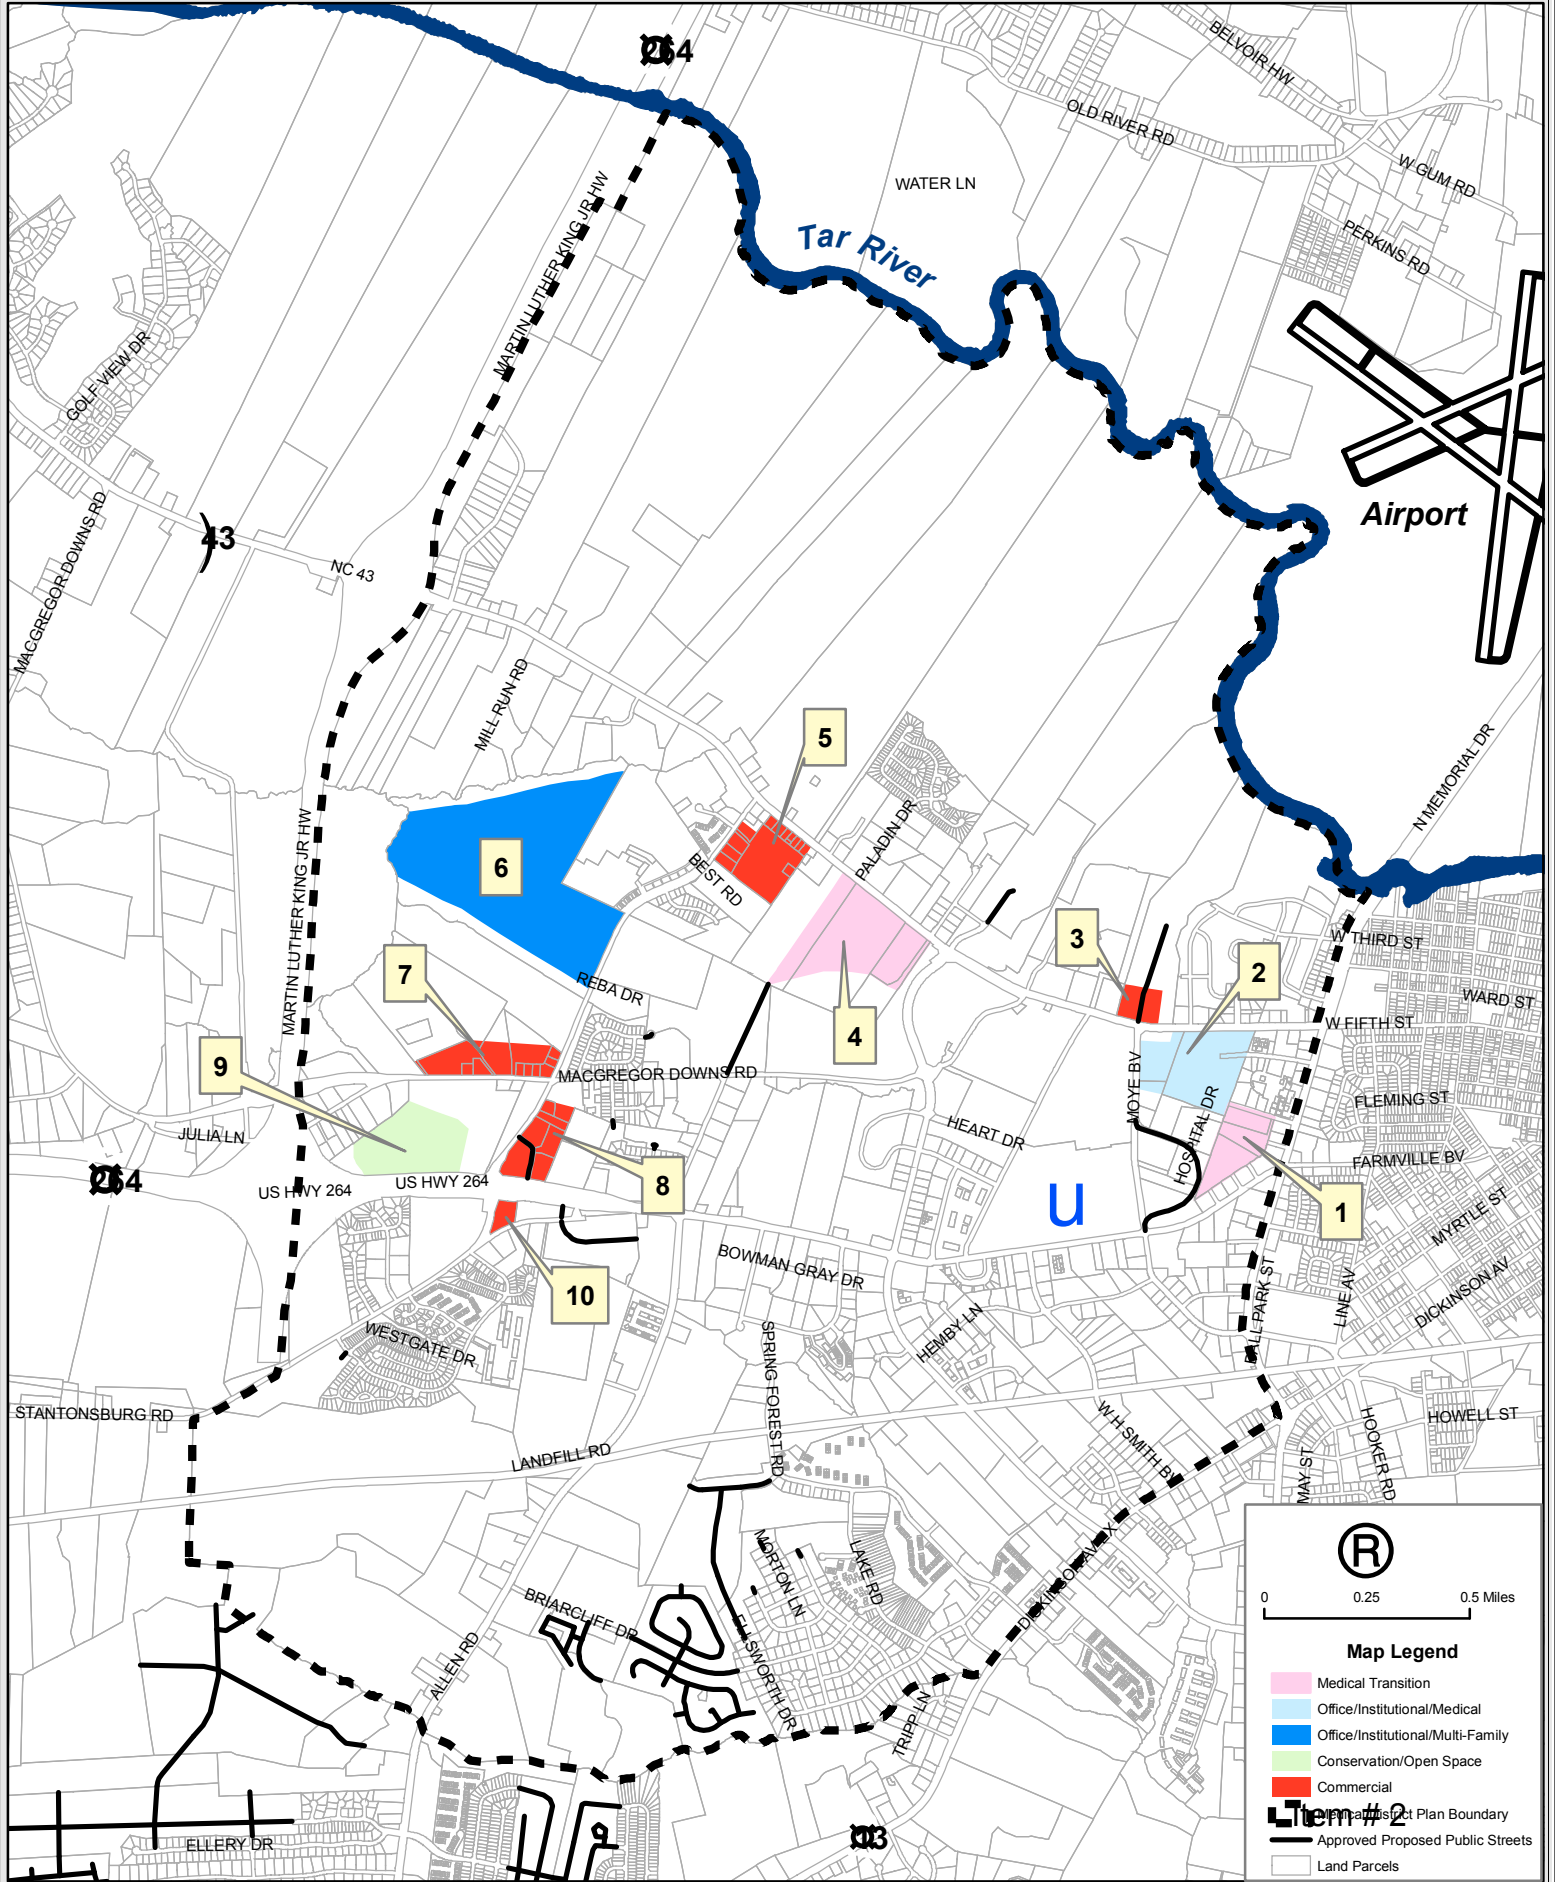 264
BELVOIR HW
OLD RIVER RD
W GUM RD
WATER LN
PERKINS RD
Tar River
MARTIN LUTHER KING JR HW
GOLF VIEW DR
Airport
43
NC 43
MACGREGOR DOWNS RD
MILL RUN RD
5
N MEMORIAL DR
PALADIN DR
MARTIN LUTHER KING JR HW
6
BEST RD
3
W THIRD ST
2
7
REBA DR
WARD ST
W FIFTH ST
4
9
MACGREGOR DOWNS RD
MOYE BV
FLEMING ST
HEART DR
HOSPITAL DR
JULIA LN
FARMVILLE BV
264
US HWY 264
US HWY 264
8
u
1
MYRTLE ST
BOWMAN GRAY DR
10
BALL PARK ST
LINE AV
DICKINSON AV
HEMBY LN
WESTGATE DR
SPRING FOREST RD
STANTONSBURG RD
W H SMITH BV
HOOKER RD
HOWELL ST
LANDFILL RD
MAY ST
R
MORTON LN
LAKE RD
DICKINSON AV EX
0 0.25 0.5 Miles
BRIARCLIFF DR
ELLSWORTH DR
ALLEN RD
TRIPP LN
Map Legend
Medical Transition
Office/Institutional/Medical
Office/Institutional/Multi-Family
Conservation/Open Space
Commercial
Medical District Plan Boundary
Item # 2
Approved Proposed Public Streets
Land Parcels
ELLERY DR